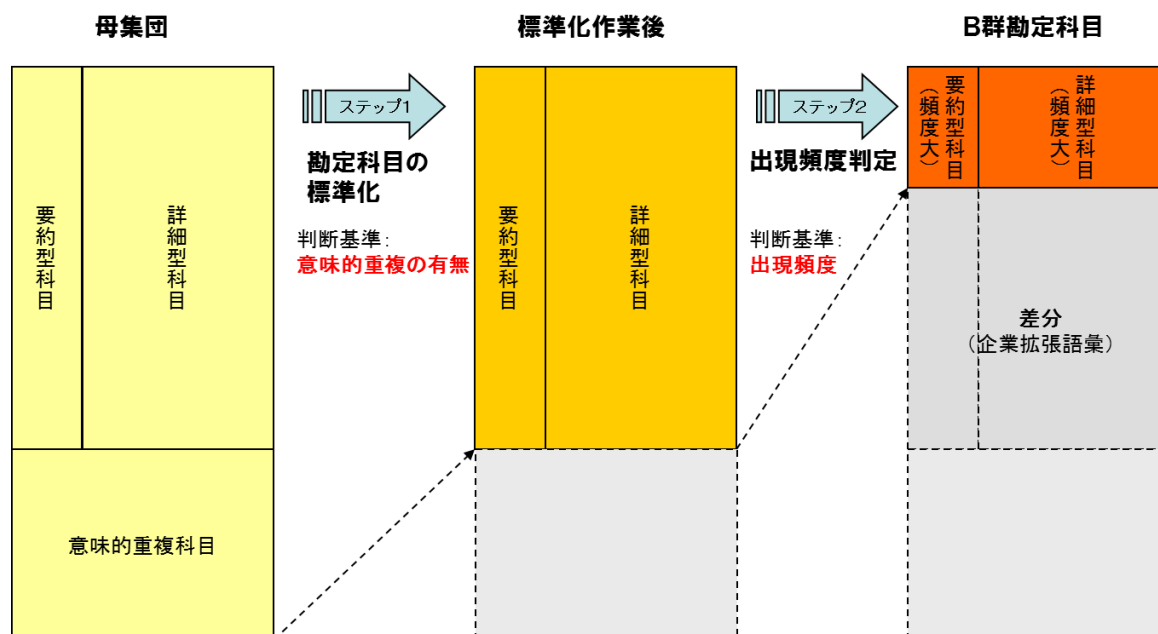 母集団
標準化作業後
B群勘定科目
ステップ1
ステップ2
勘定科目の
標準化
判断基準：
意味的重複の有無
出現頻度判定
判断基準：
出現頻度
要約型科目
詳細型科目
意味的重複科目
要約型科目
詳細型科目
要約型科目
（頻度大）
詳細型科目
（頻度大）
差分
（企業拡張語彙）